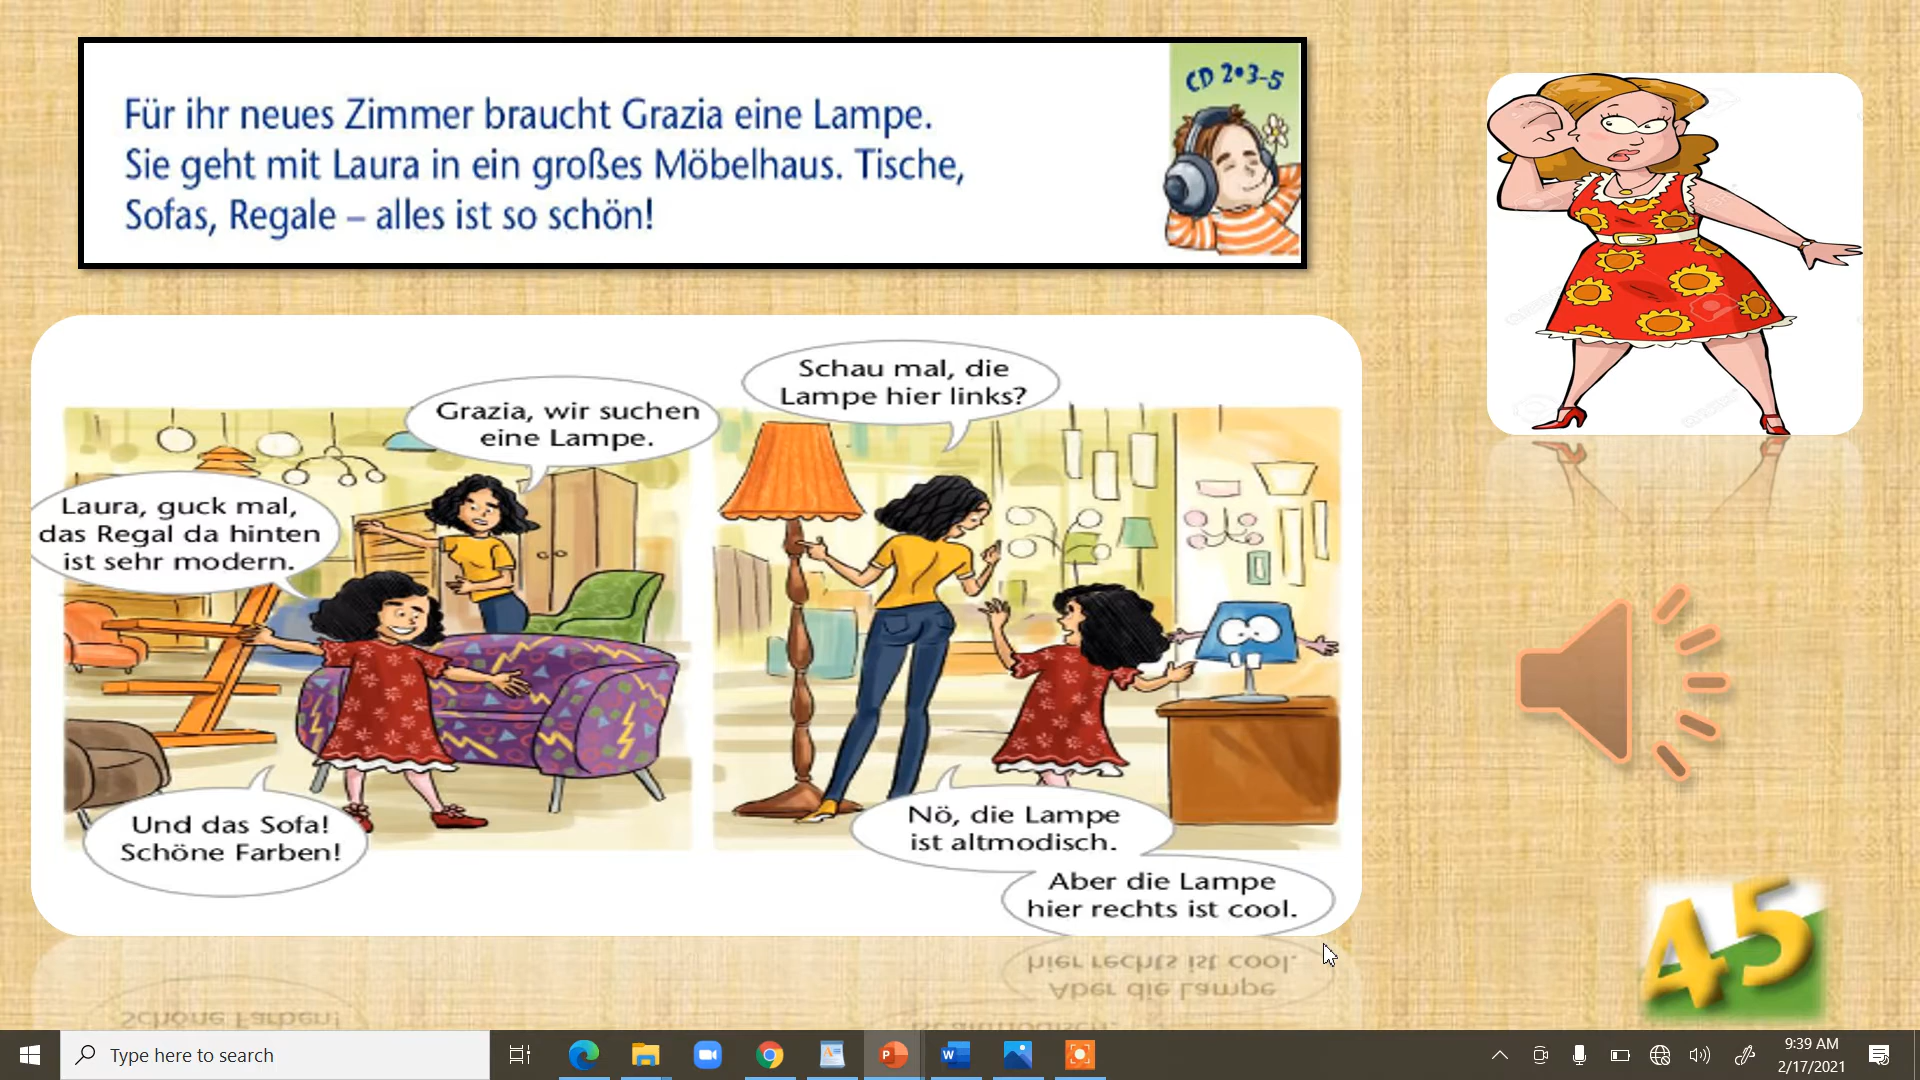 Für ihr neues Zimmer braucht Grazia eine Lampe.
Sie geht mit Laura in ein großes Möbelhaus. Tische,
Sofas, Regale – alles ist so schön!
CD 2•3-5
Grazia, wir suchen
eine Lampe.
Laura, guck mal,
das Regal da hinten
ist sehr modern.
Und das Sofa!
Schöne Farben!
Schau mal, die
Lampe hier links?
Nö, die Lampe
ist altmodisch.
Aber die Lampe
hier rechts ist cool.
45
Type here to search
9:39 AM
2/17/2021